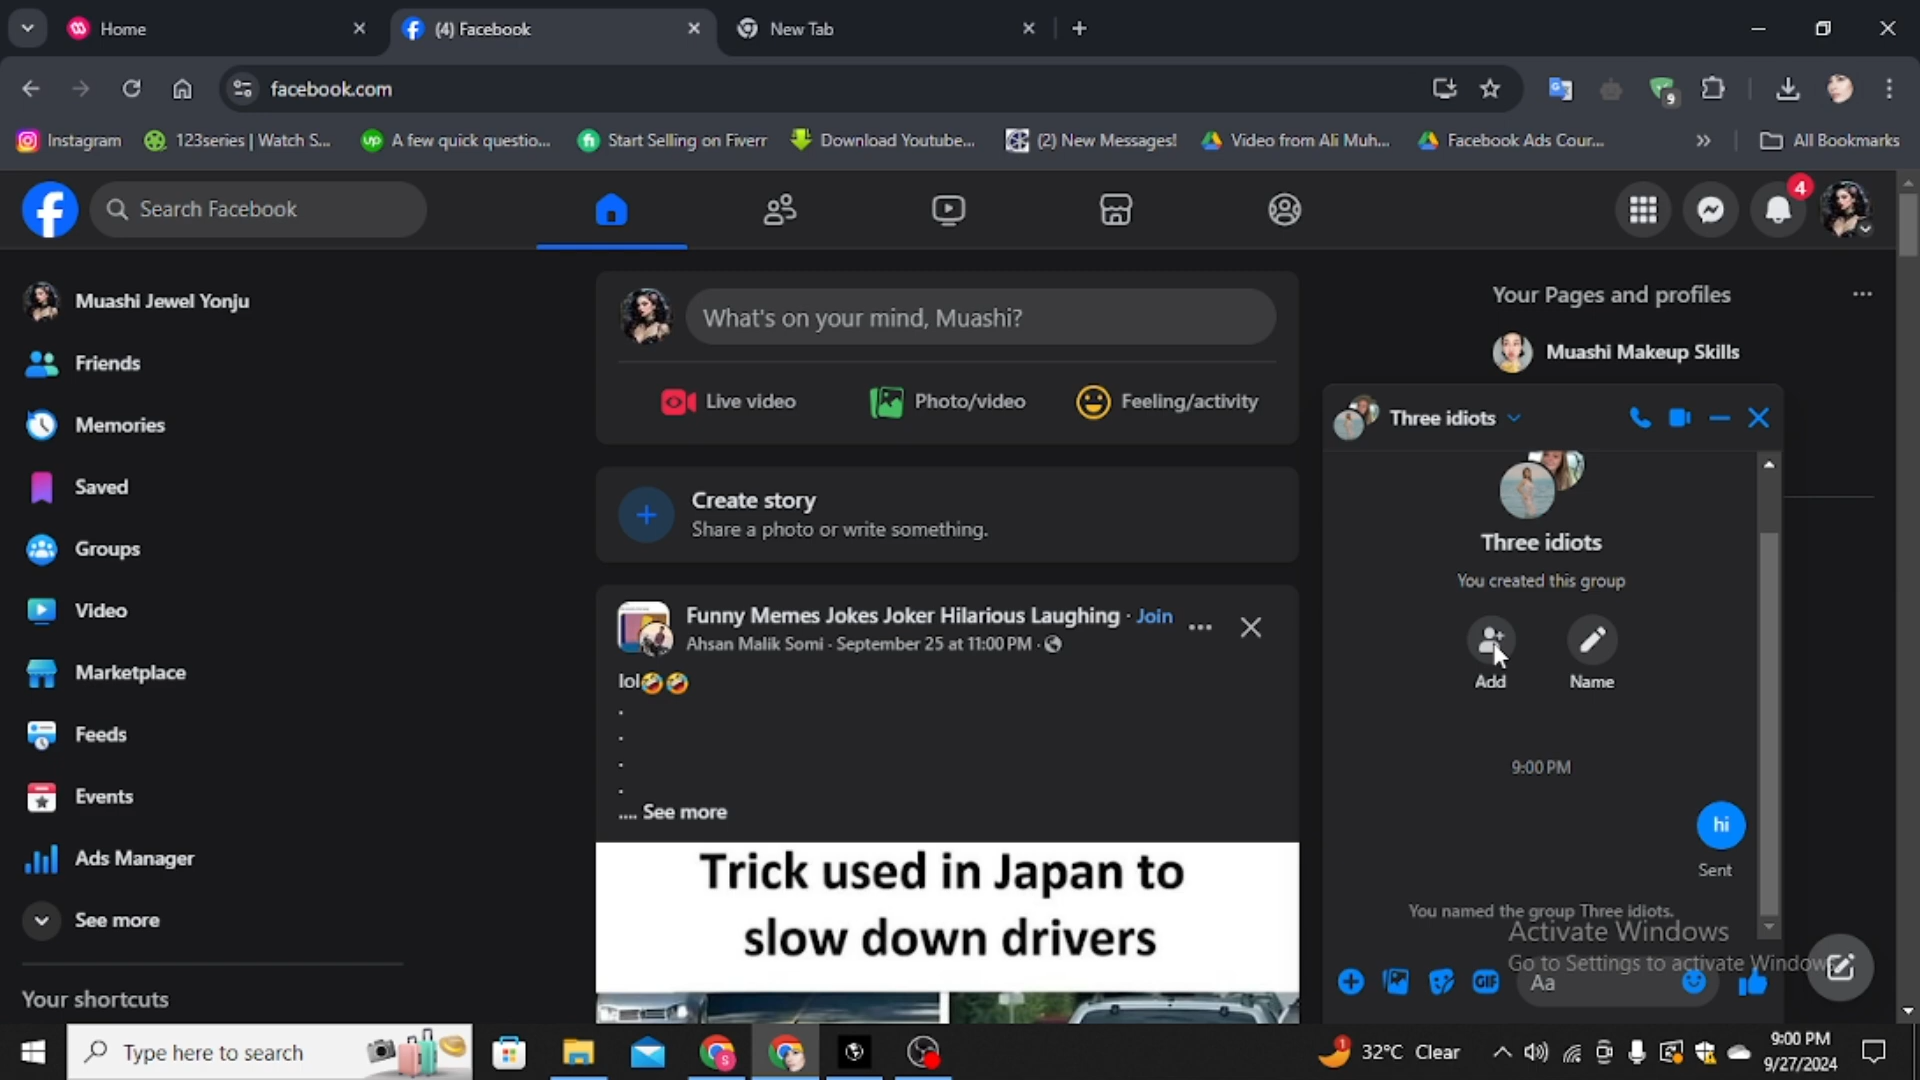 Home
(4) Facebook
New Tab
facebook.com
9
Instagram
123series | Watch S...
up A few quick questio...
fi Start Selling on Fiverr
Download Youtube...
(2) New Messages!
Video from Ali Muh...
Facebook Ads Cour...
All Bookmarks
Search Facebook
4
Muashi Jewel Yonju
Friends
Memories
Saved
Groups
Video
Marketplace
Feeds
Events
Ads Manager
See more
Your shortcuts
What's on your mind, Muashi?
Live video
Photo/video
Feeling/activity
Create story
Share a photo or write something.
Funny Memes Jokes Joker Hilarious Laughing · Join
Ahsan Malik Somi · September 25 at 11:00 PM ·
lol🤣🤣
.
.
.
.
.... See more
Trick used in Japan to
slow down drivers
Your Pages and profiles
Muashi Makeup Skills
Three idiots
Three idiots
You created this group
Add
Name
9:00 PM
hi
Sent
You named the group Three idiots.
Activate Windows
Go to Settings to activate Windows
GIF
Aa
Type here to search
S
1
32°C Clear
9:00 PM
9/27/2024